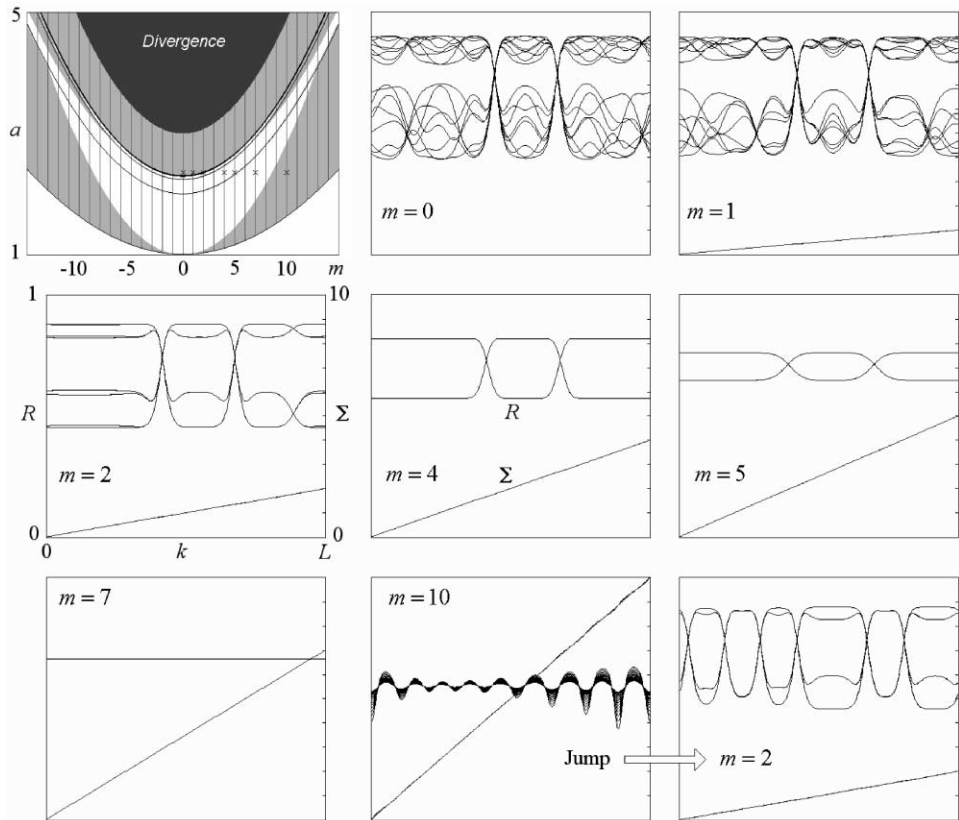 5
Divergence
a
1
-10 -5 0 5 10 m
m = 0
m = 1
1
R
m = 2
0
0 k L
10
Σ
0
R
Σ
m = 4
m = 5
m = 7
m = 10
Jump
m = 2